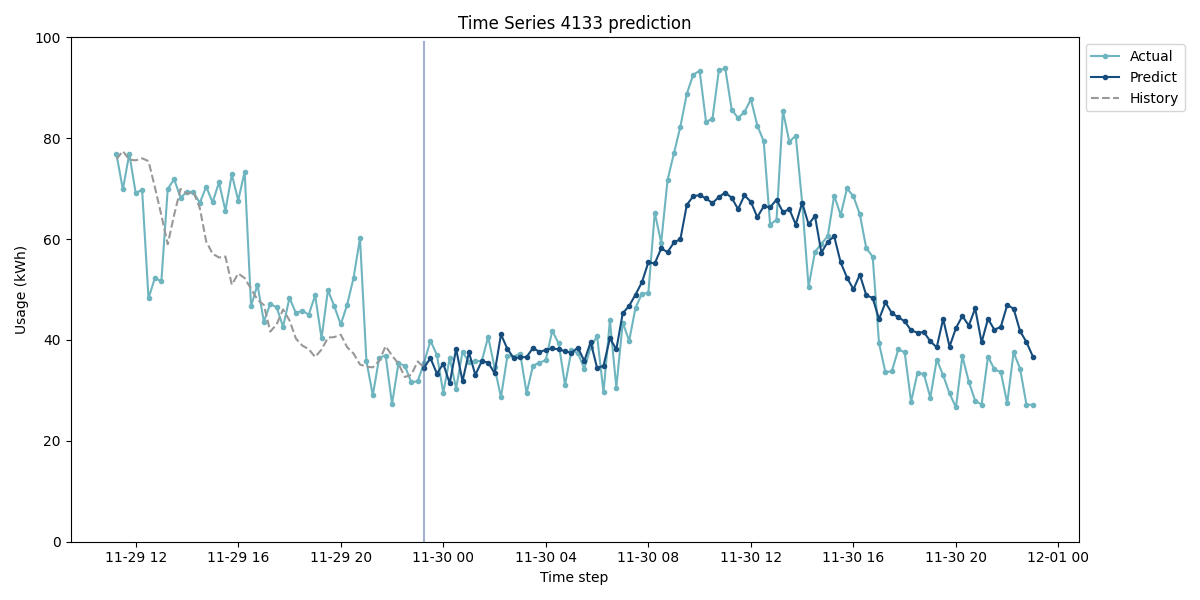 Time Series 4133 prediction
Actual
Predict
History
Usage (kWh)
100
80
60
40
20
0
11-29 12
11-29 16
11-29 20
11-30 00
11-30 04
11-30 08
11-30 12
11-30 16
11-30 20
12-01 00
Time step